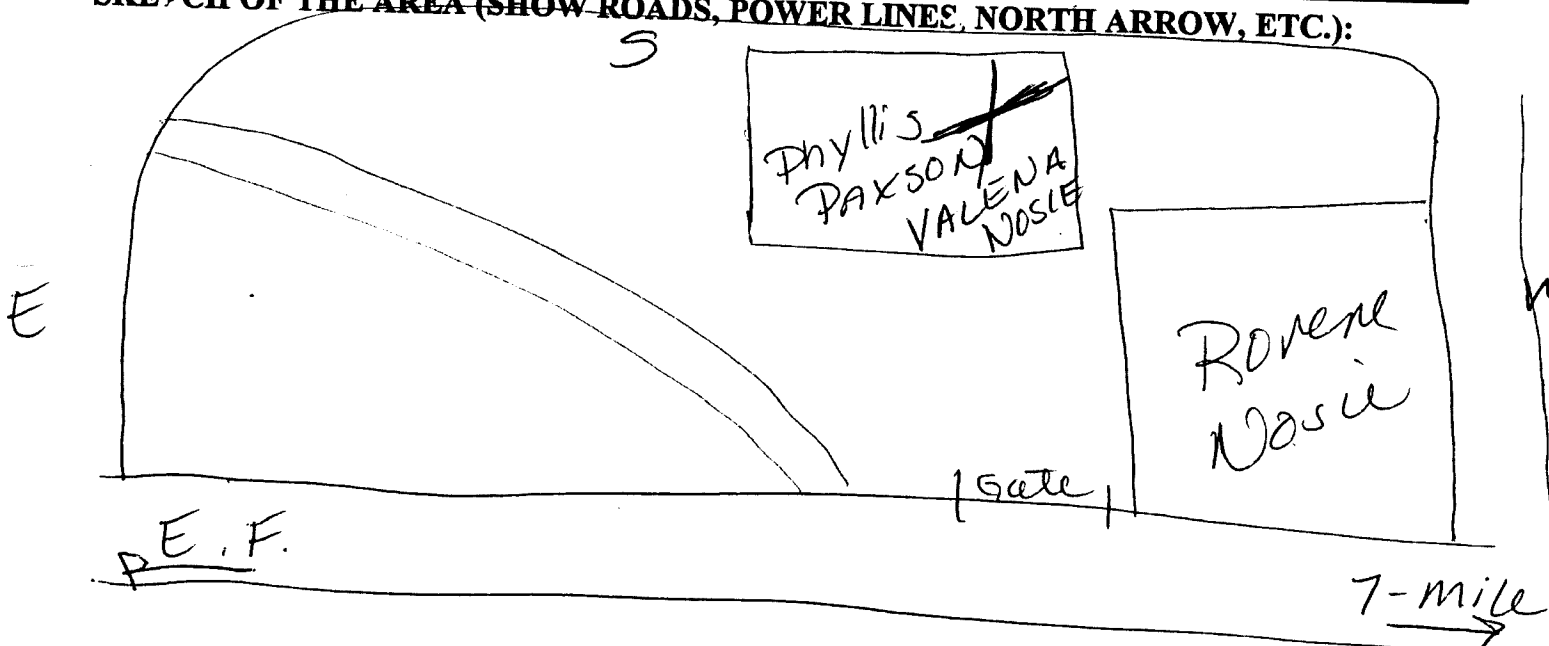 SKETCH OF THE AREA (SHOW ROADS, POWER LINES, NORTH ARROW, ETC.):
S
Phyllis
PAXSON
VALENA
NOSIE
E
Rovene
Nosie
Gate
E.F.
7-mile